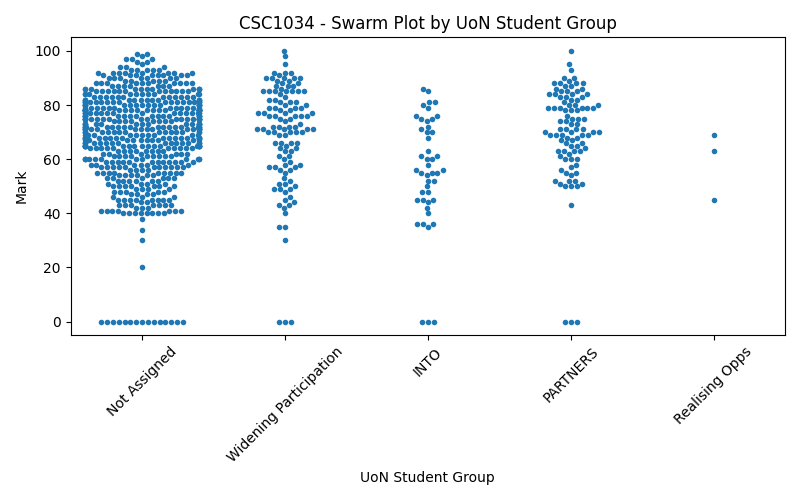 CSC1034 - Swarm Plot by UoN Student Group
100
80
60
40
20
0
Mark
Not Assigned
Widening Participation
INTO
PARTNERS
Realising Opps
UoN Student Group